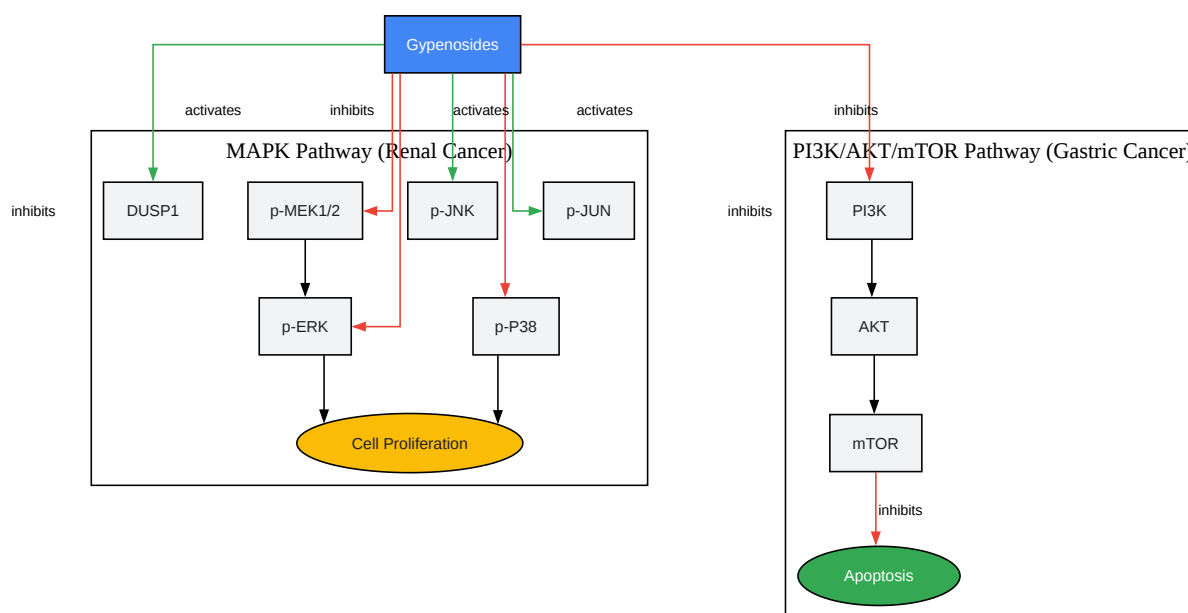 Gypenosides
activates
inhibits
activates
activates
inhibits
MAPK Pathway (Renal Cancer)
PI3K/AKT/mTOR Pathway (Gastric Cancer)
inhibits
DUSP1
p-MEK1/2
p-JNK
p-JUN
inhibits
PI3K
p-ERK
p-P38
AKT
Cell Proliferation
mTOR
inhibits
Apoptosis